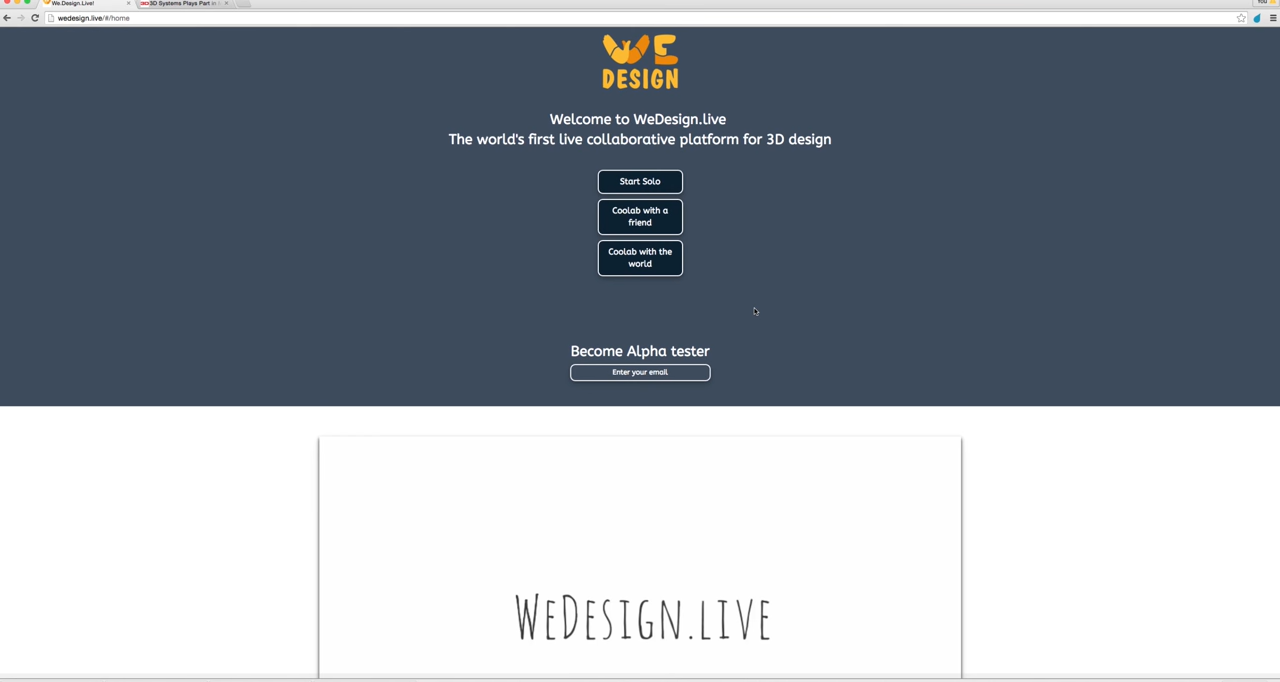 We.Design.Live!
3D Systems Plays Part in
You
wedesign.live/#/home
WE
DESIGN
Welcome to WeDesign.live
The world's first live collaborative platform for 3D design
Start Solo
Coolab with a
friend
Coolab with the
world
Become Alpha tester
Enter your email
WeDesign.live